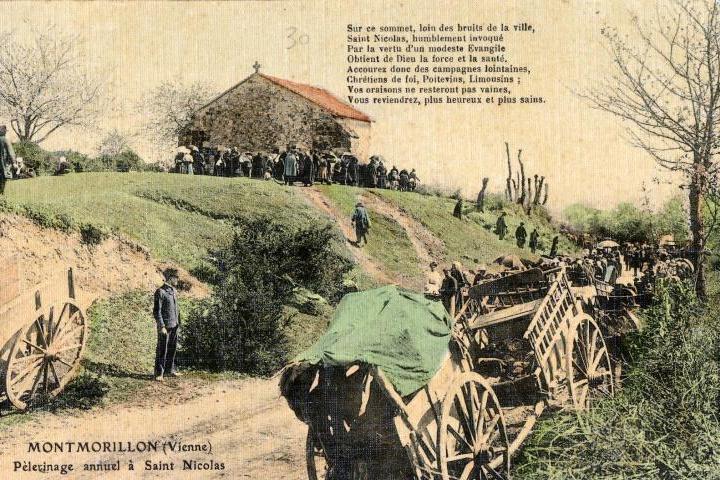 30
Sur ce sommet, loin des bruits de la ville,
Saint Nicolas, humblement invoqué
Par la vertu d'un modeste Evangile
Obtient de Dieu la force et la santé.
Accourez donc des campagnes lointaines,
Chrétiens de foi, Poitevins, Limousins ;
Vos oraisons ne resteront pas vaines,
Vous reviendrez, plus heureux et plus sains.
MONTMORILLON (Vienne)
Pèlerinage annuel à Saint Nicolas